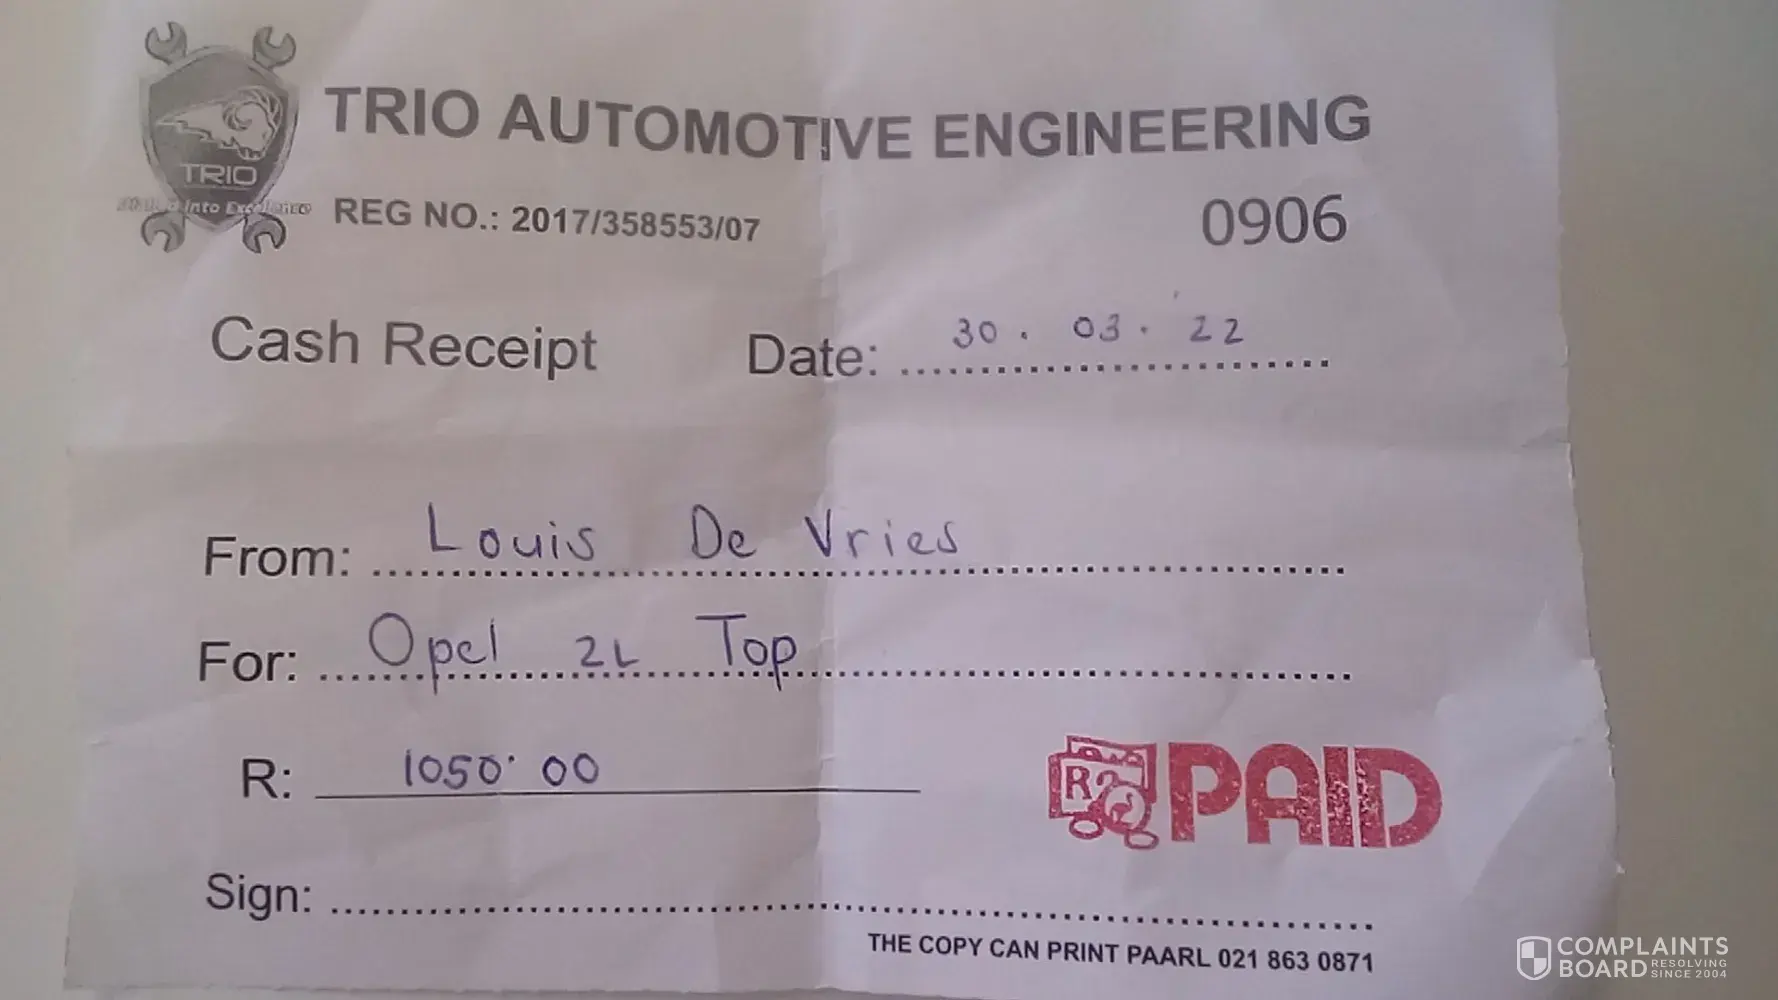 TRIO AUTOMOTIVE ENGINEERING
TRIO
into Excellence
REG NO.: 2017/358553/07
0906
Cash Receipt Date: 30.03.22
From: Louis De Vries
For: Opel 2L Top
R: 1050.00
PAID
Sign:
THE COPY CAN PRINT PAARL 021 863 0871
COMPLAINTS
BOARD RESOLVING
SINCE 2004